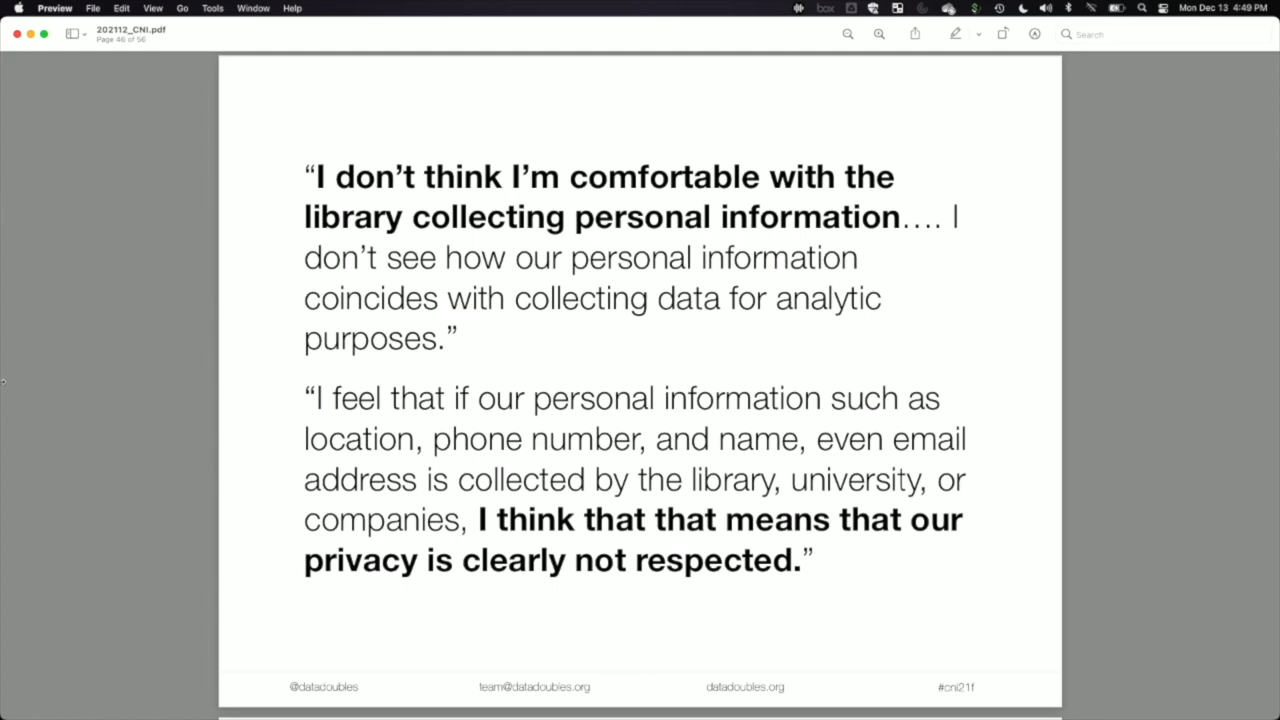 Preview File Edit View Go Tools Window Help box Mon Dec 13 4:49 PM
202112_CNI.pdf
Page 46 of 56
Search
“I don’t think I’m comfortable with the
library collecting personal information…. I
don’t see how our personal information
coincides with collecting data for analytic
purposes.”
“I feel that if our personal information such as
location, phone number, and name, even email
address is collected by the library, university, or
companies, I think that that means that our
privacy is clearly not respected.”
@datadoubles team@datadoubles.org datadoubles.org #cni21f